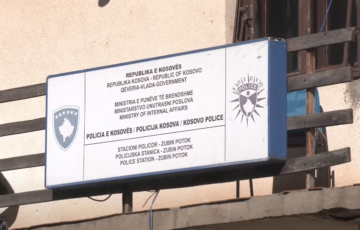 REPUBLIKA E KOSOVËS
REPUBLIKA KOSOVA - REPUBLIC OF KOSOVO
QEVERIA-VLADA-GOVERNMENT
MINISTRIA E PUNËVE TË BRENDSHME
MINISTARSTVO UNUTRAŠNI POSLOVA
MINISTRY OF INTERNAL AFFAIRS
POLICIA E KOSOVËS / POLICIJA KOSOVA / KOSOVO POLICE
STACIONI POLICOR - ZUBIN POTOK
POLICIJSKA STANICA - ZUBIN POTOK
POLICE STATION - ZUBIN POTOK
POLICE